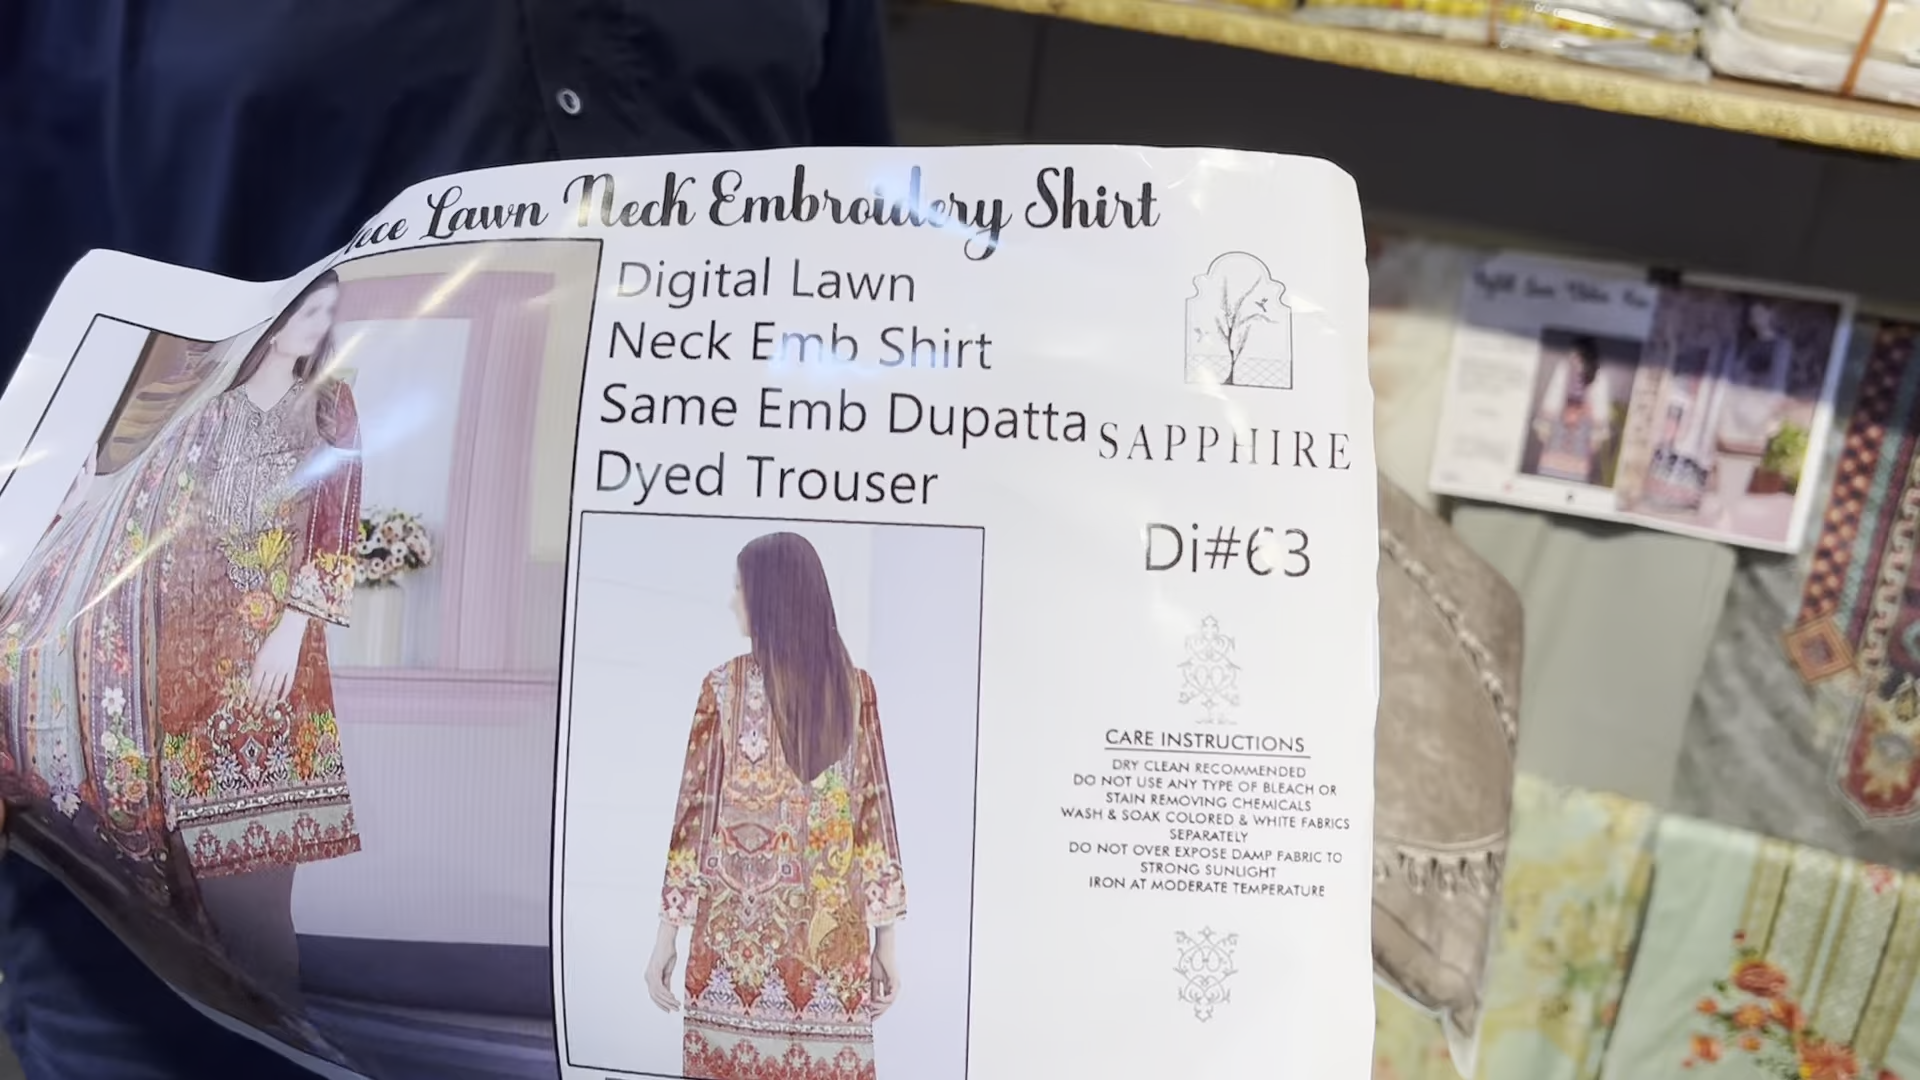 Lawn Neck Embroidery Shirt
Digital Lawn
Neck Emb Shirt
Same Emb Dupatta
Dyed Trouser
SAPPHIRE
Di#63
CARE INSTRUCTIONS
DRY CLEAN RECOMMENDED
DO NOT USE ANY TYPE OF BLEACH OR
STAIN REMOVING CHEMICALS
WASH & SOAK COLORED & WHITE FABRICS
SEPARATELY
DO NOT OVER EXPOSE DAMP FABRIC TO
STRONG SUNLIGHT
IRON AT MODERATE TEMPERATURE